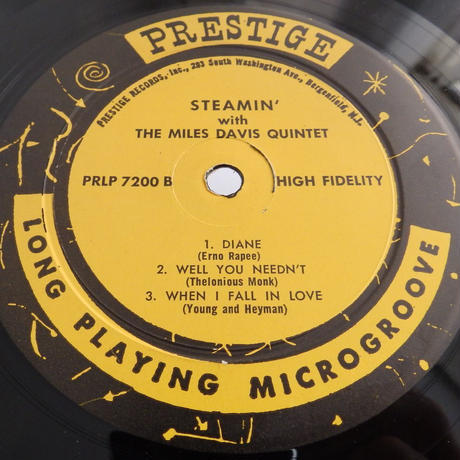 PRESTIGE
PRESTIGE RECORDS, Inc., 203 South Washington Ave., Bergenfield, N.J.
STEAMIN'
with
THE MILES DAVIS QUINTET
PRLP 7200 B
HIGH FIDELITY
1. DIANE
(Erno Rapee)
2. WELL YOU NEEDN'T
(Thelonious Monk)
3. WHEN I FALL IN LOVE
(Young and Heyman)
LONG PLAYING MICROGROOVE